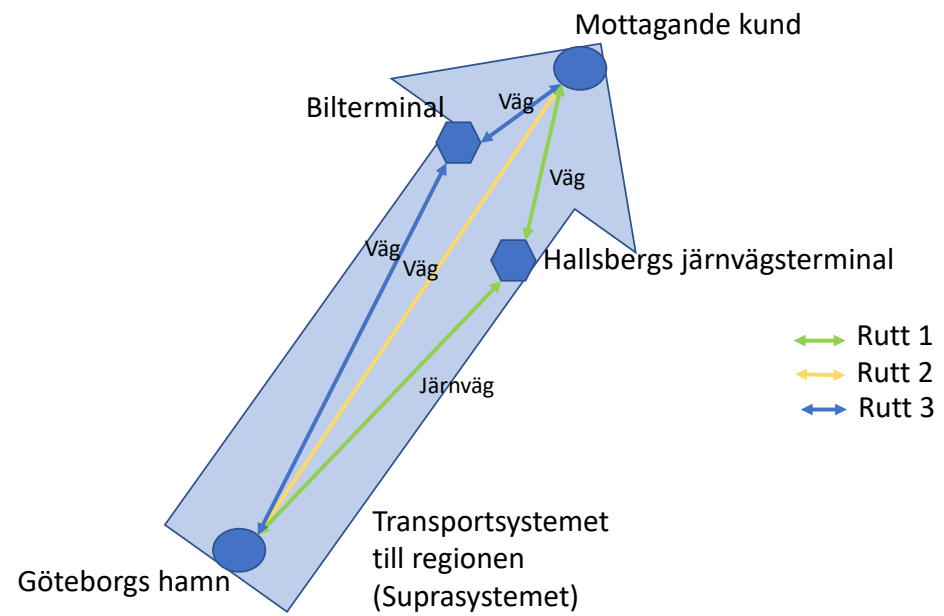 Mottagande kund
Bilterminal
Väg
Väg
Väg
Väg
Hallsbergs järnvägsterminal
Järnväg
Rutt 1
Rutt 2
Rutt 3
Transportsystemet
till regionen
(Suprasystemet)
Göteborgs hamn